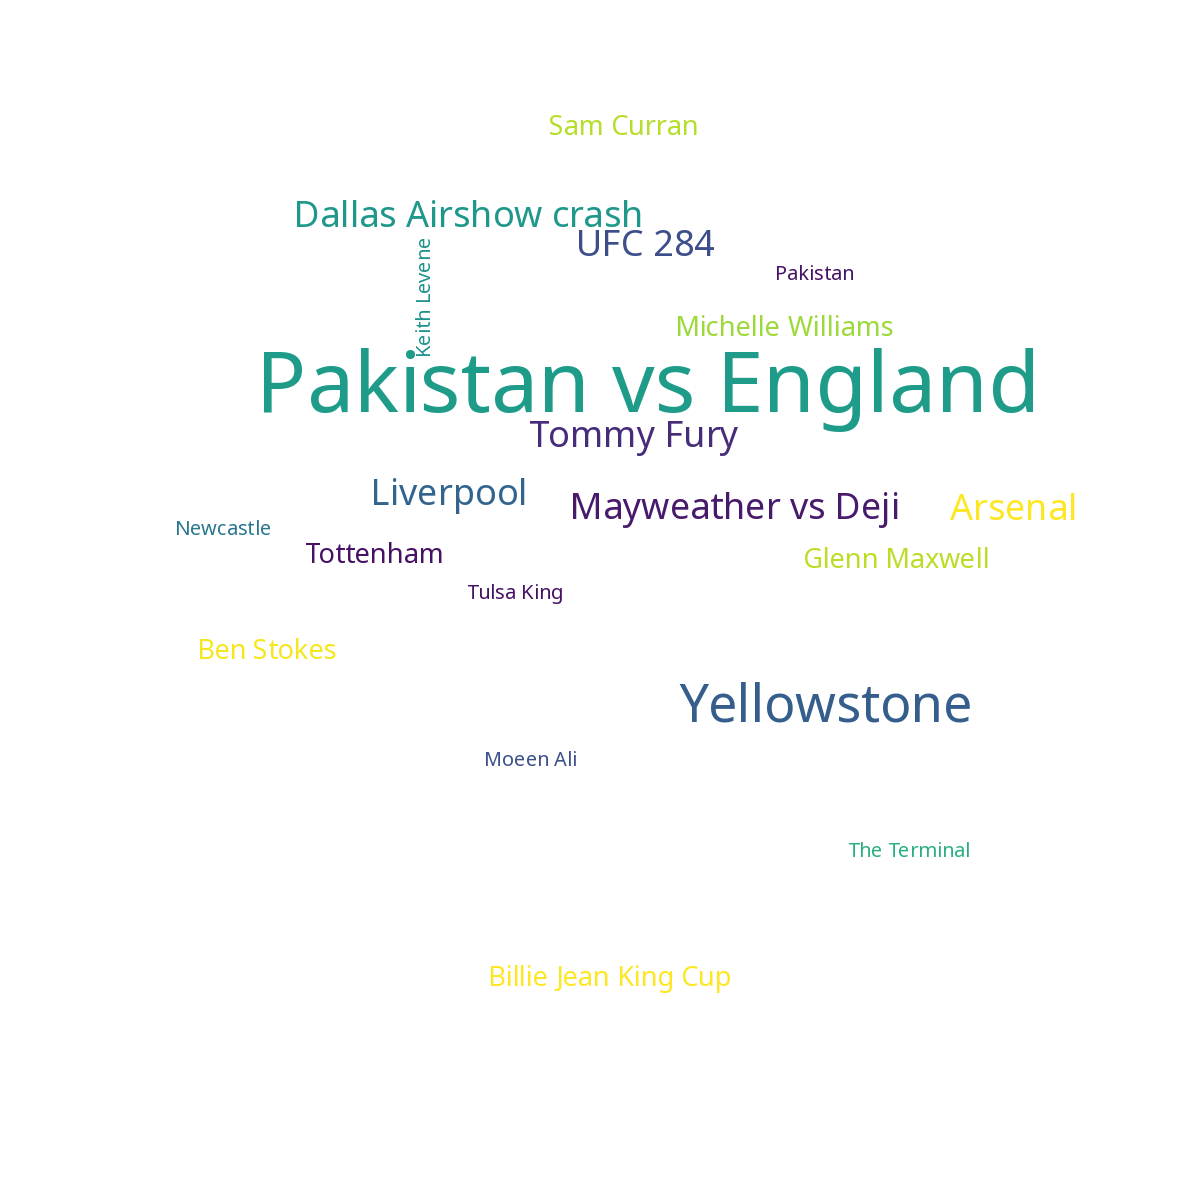 Sam Curran
Dallas Airshow crash
UFC 284
Keith Levene
Pakistan
Michelle Williams
Pakistan vs England
Tommy Fury
Liverpool
Mayweather vs Deji
Arsenal
Newcastle
Tottenham
Glenn Maxwell
Tulsa King
Ben Stokes
Yellowstone
Moeen Ali
The Terminal
Billie Jean King Cup